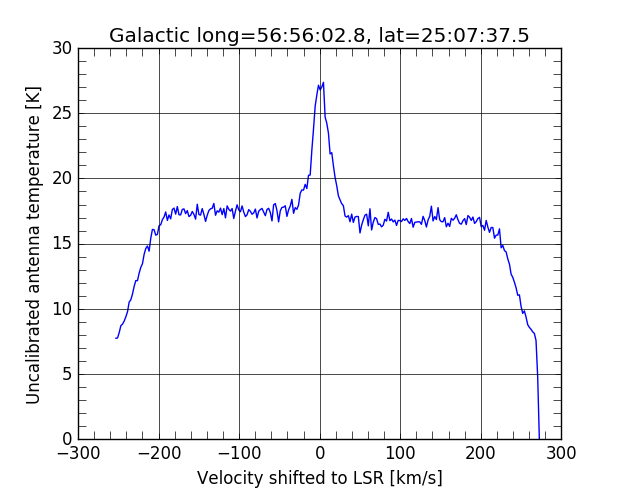 Galactic long=56:56:02.8, lat=25:07:37.5
Uncalibrated antenna temperature [K]
30
25
20
15
10
5
0
−300 −200 −100 0 100 200 300
Velocity shifted to LSR [km/s]